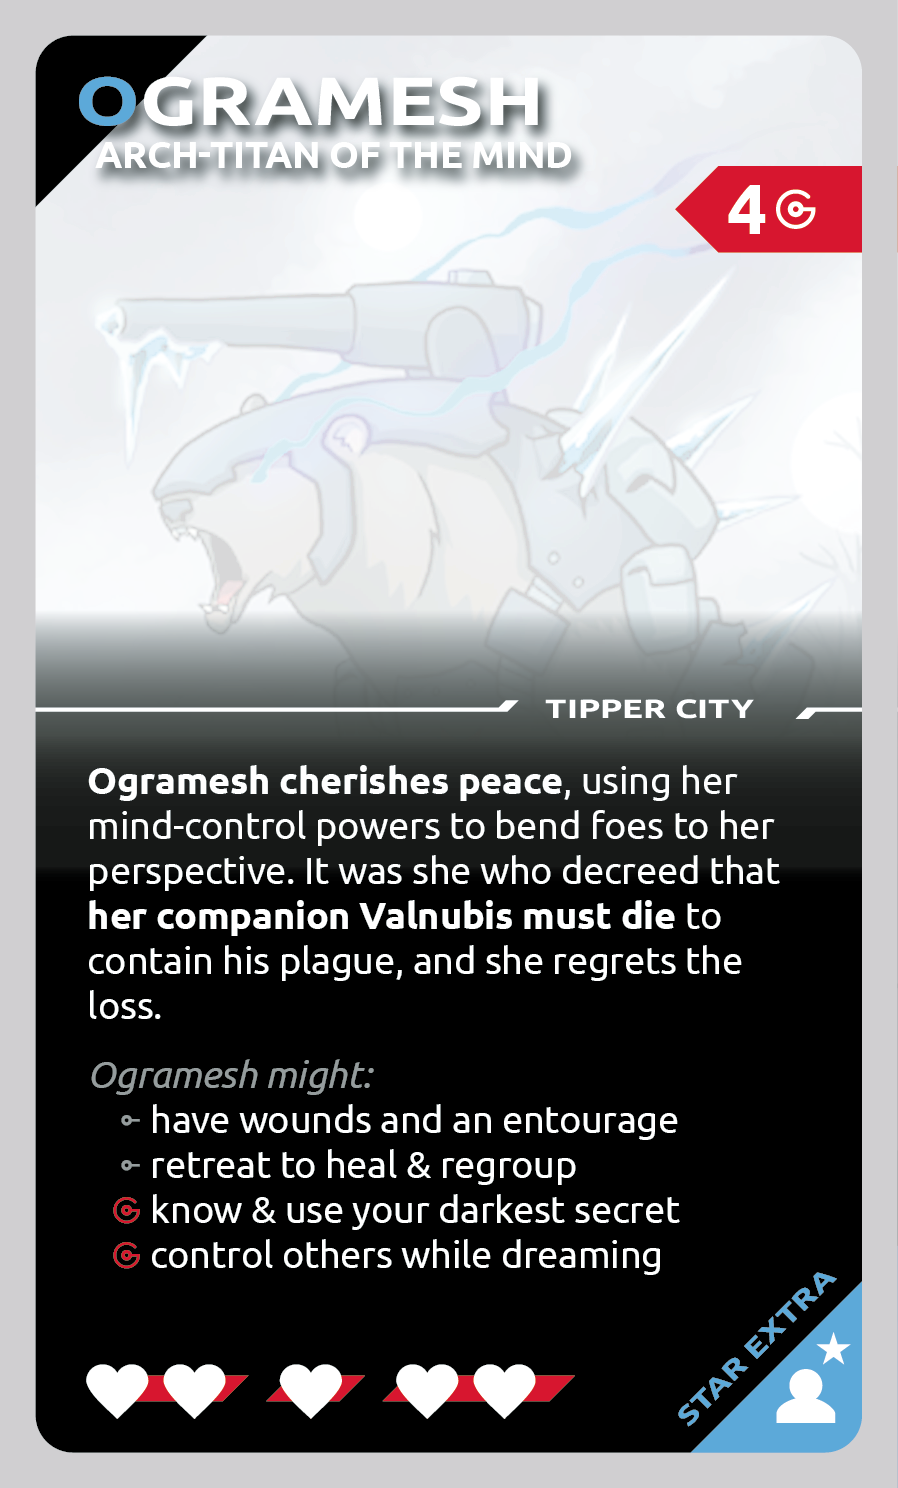 OGRAMESH
ARCH-TITAN OF THE MIND
4
TIPPER CITY
Ogramesh cherishes peace, using her
mind-control powers to bend foes to her
perspective. It was she who decreed that
her companion Valnubis must die to
contain his plague, and she regrets the
loss.
Ogramesh might:
have wounds and an entourage
retreat to heal & regroup
know & use your darkest secret
control others while dreaming
STAR EXTRA